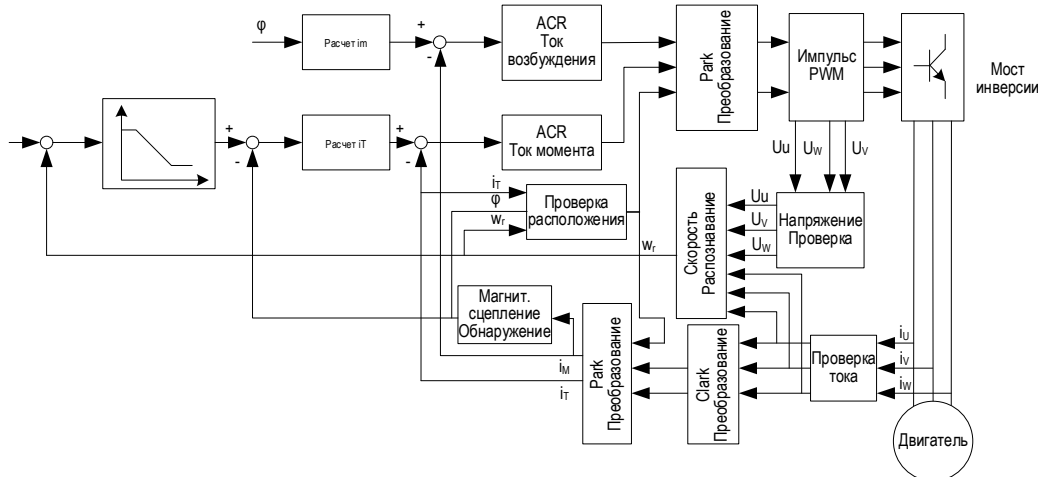 φ
Расчет im
+
-
ACR
Ток
возбуждения
Park
Преобразование
Импульс
PWM
Мост
инверсии
+
-
Расчет iT
+
-
ACR
Ток момента
Uu
UW
UV
iT
φ
wr
Проверка
расположения
wr
Скорость
Распознавание
Uu
UV
UW
Напряжение
Проверка
Магнит.
сцепление
Обнаружение
iM
iT
Park
Преобразование
Clark
Преобразование
Проверка
тока
iU
iV
iW
Двигатель